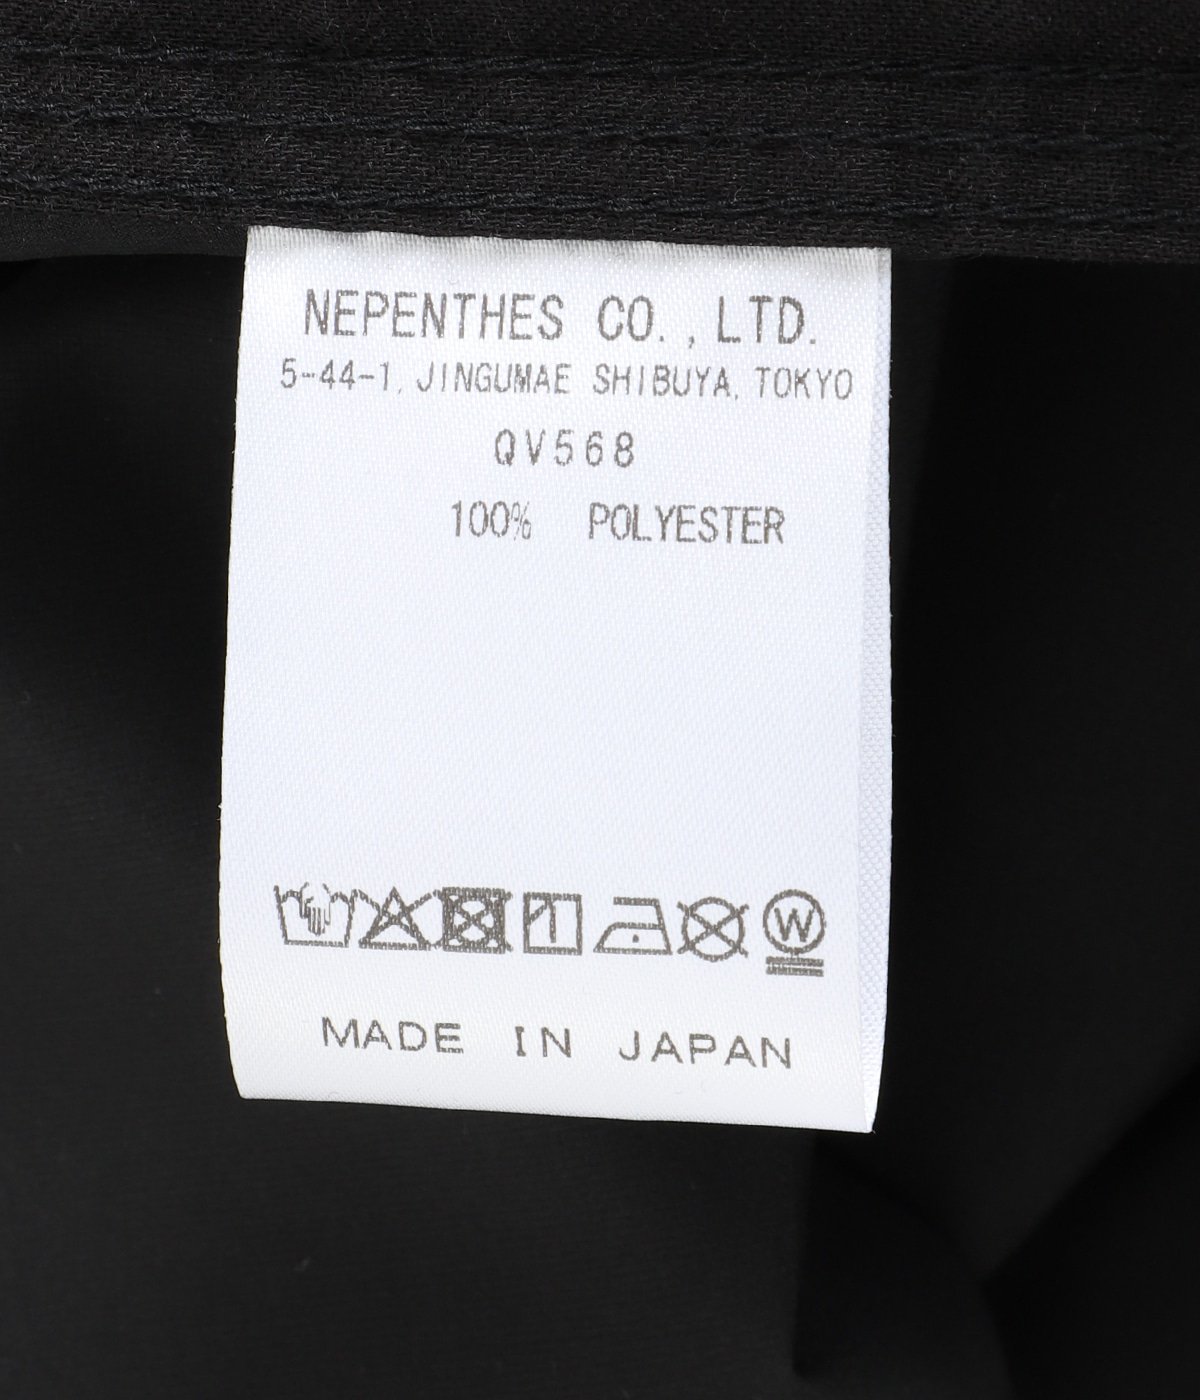 NEPENTHES CO., LTD.
5-44-1, JINGUMAE SHIBUYA, TOKYO
QV568
100% POLYESTER
W
MADE IN JAPAN